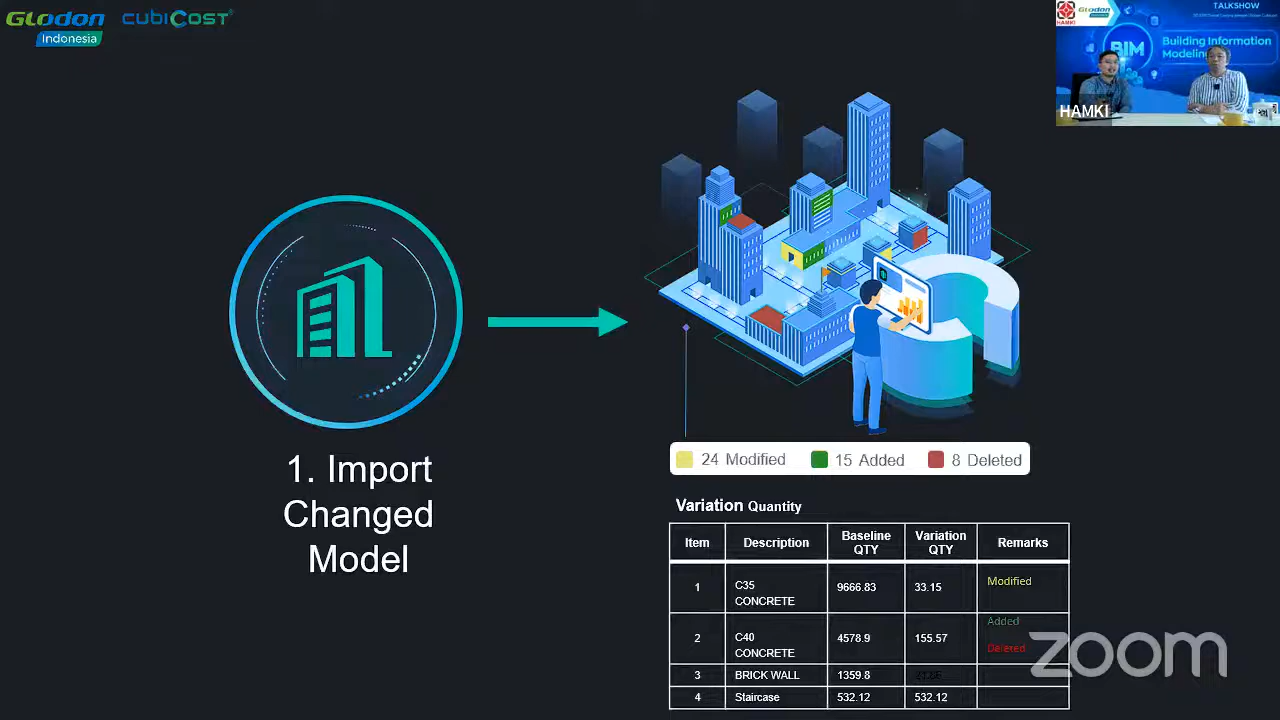 GLODON CUBICOST
Indonesia
TALKSHOW
HAMKI
Glodon
BIM Building Information
Modeling
HAMKI
1. Import
Changed
Model
24 Modified 15 Added 8 Deleted
Variation Quantity
Item Description Baseline QTY Variation QTY Remarks
1 C35 CONCRETE 9666.83 33.15 Modified
2 C40 CONCRETE 4578.9 155.57 Added Deleted
3 BRICK WALL 1359.8
4 Staircase 532.12 532.12
zoom